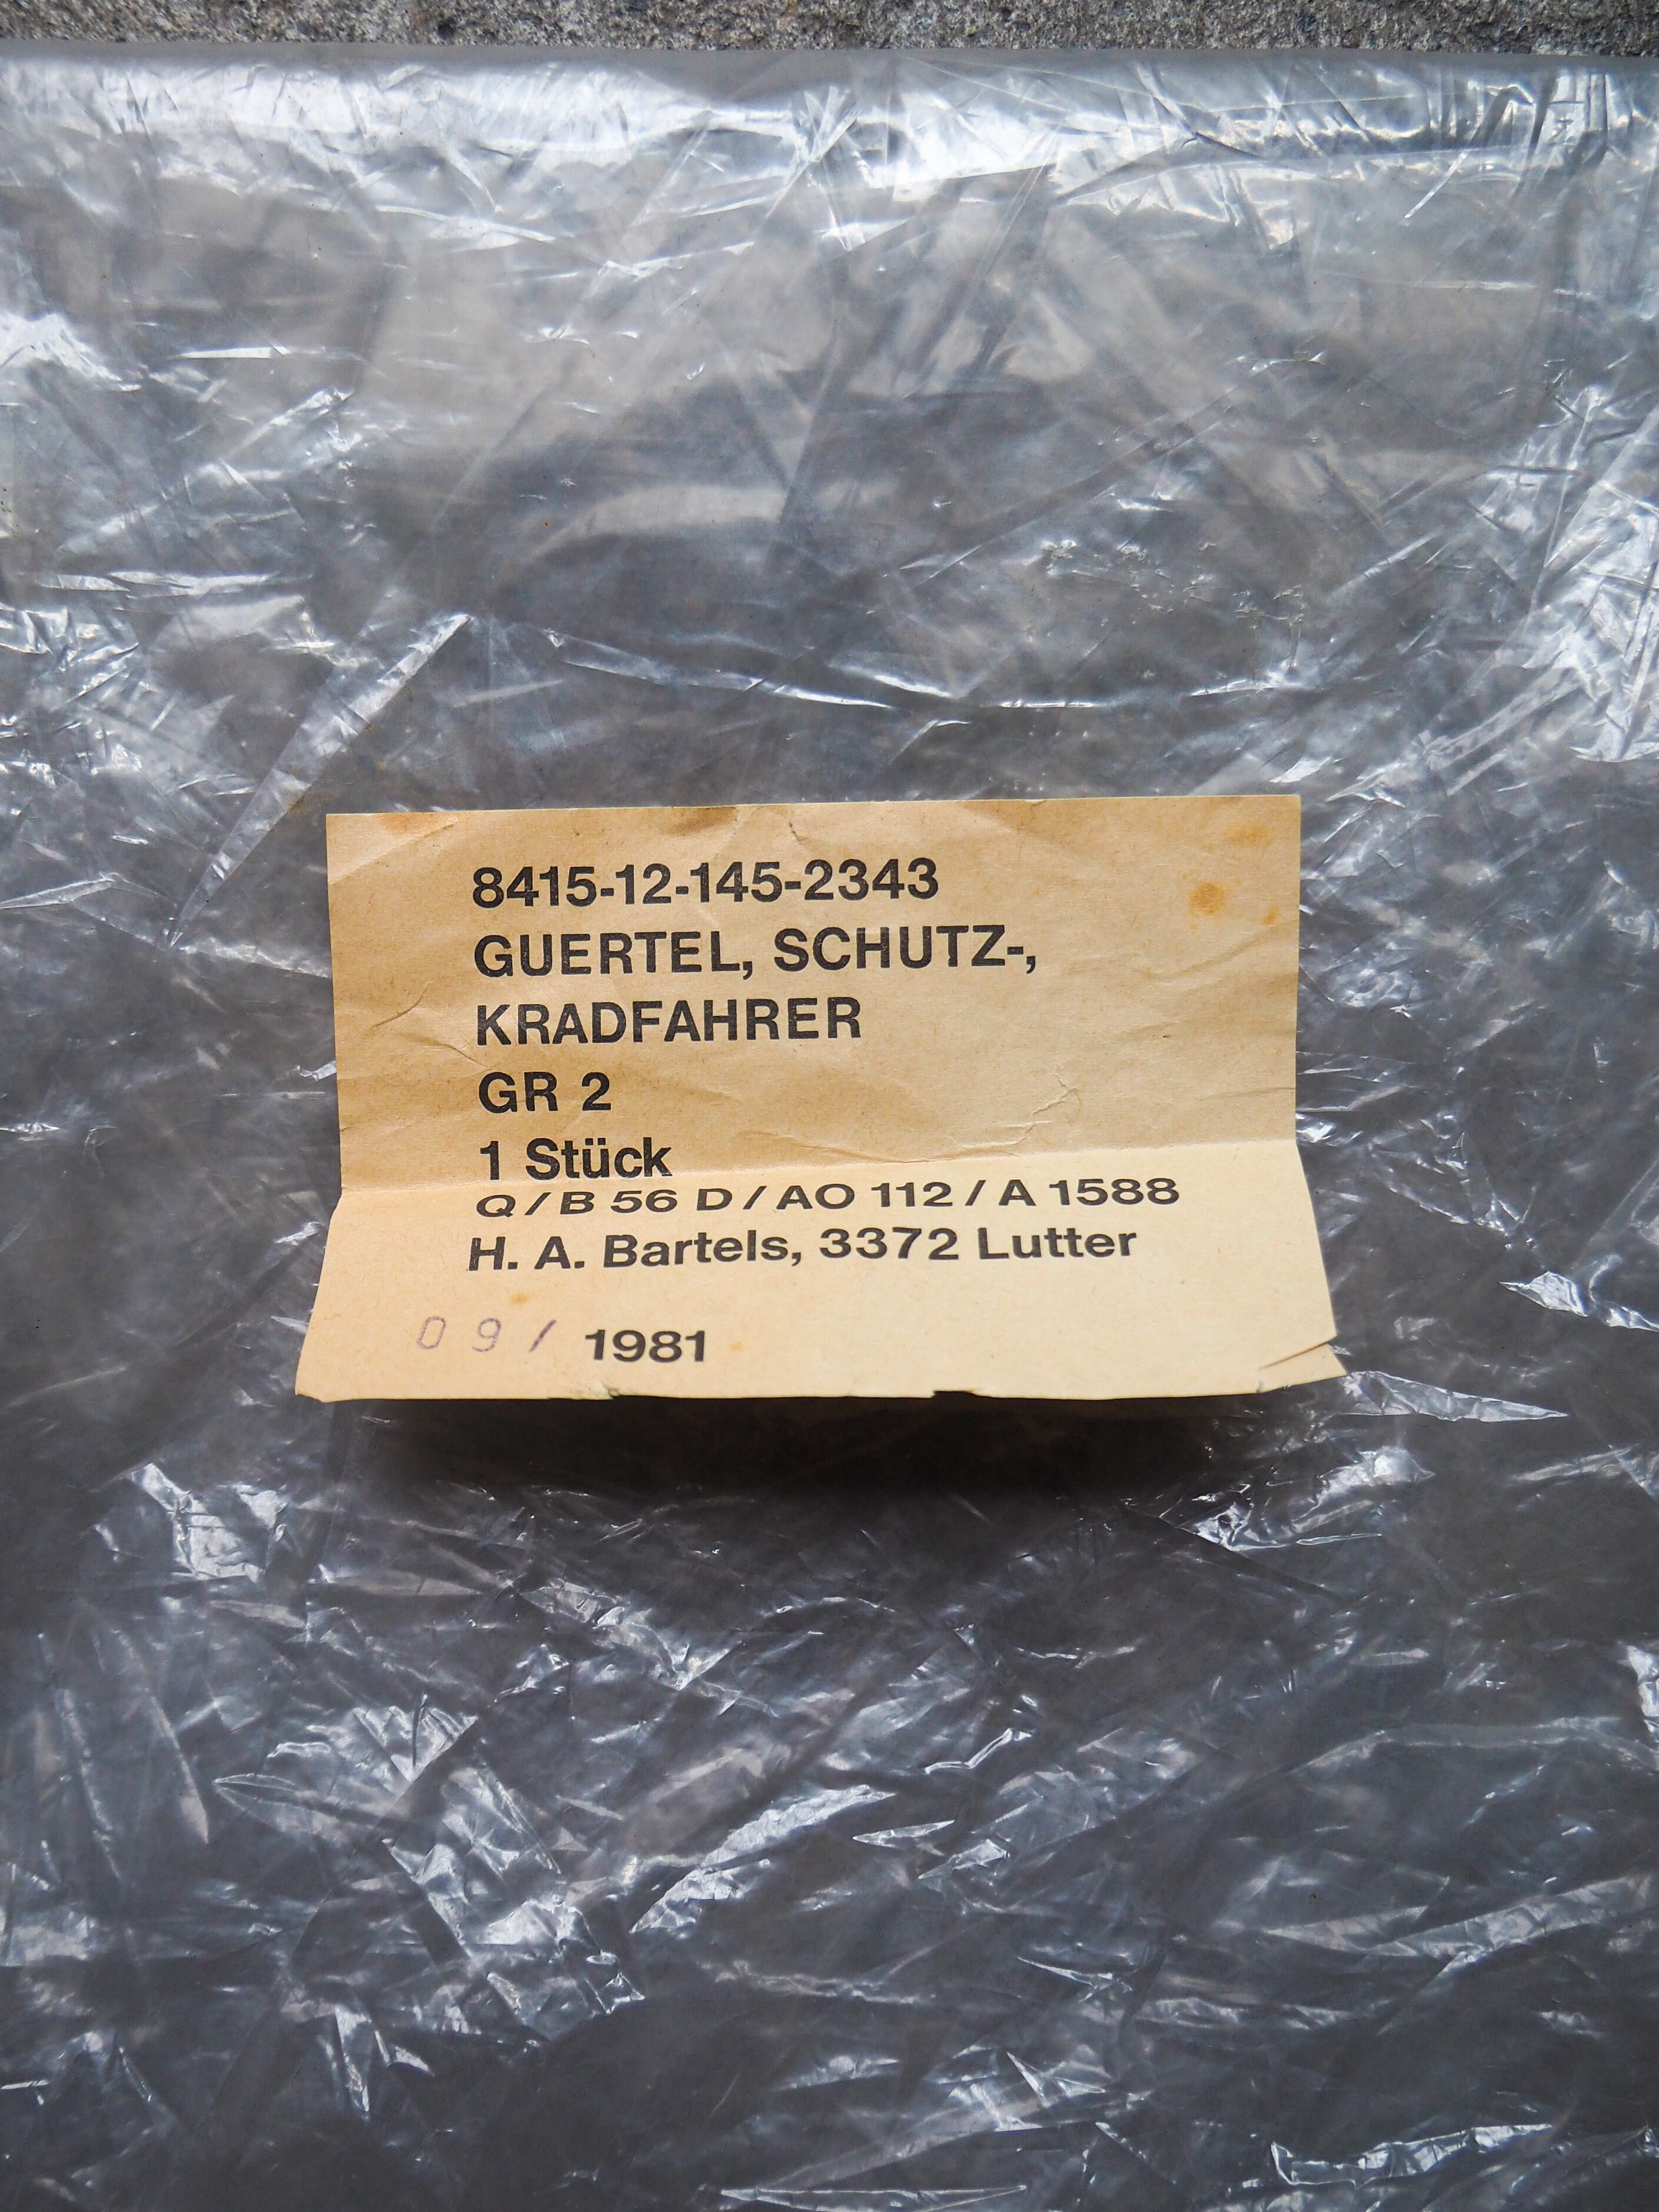 8415-12-145-2343
GUERTEL, SCHUTZ-,
KRADFAHRER
GR 2
1 Stück
Q/B 56 D/AO 112/A 1588
H. A. Bartels, 3372 Lutter
09/ 1981